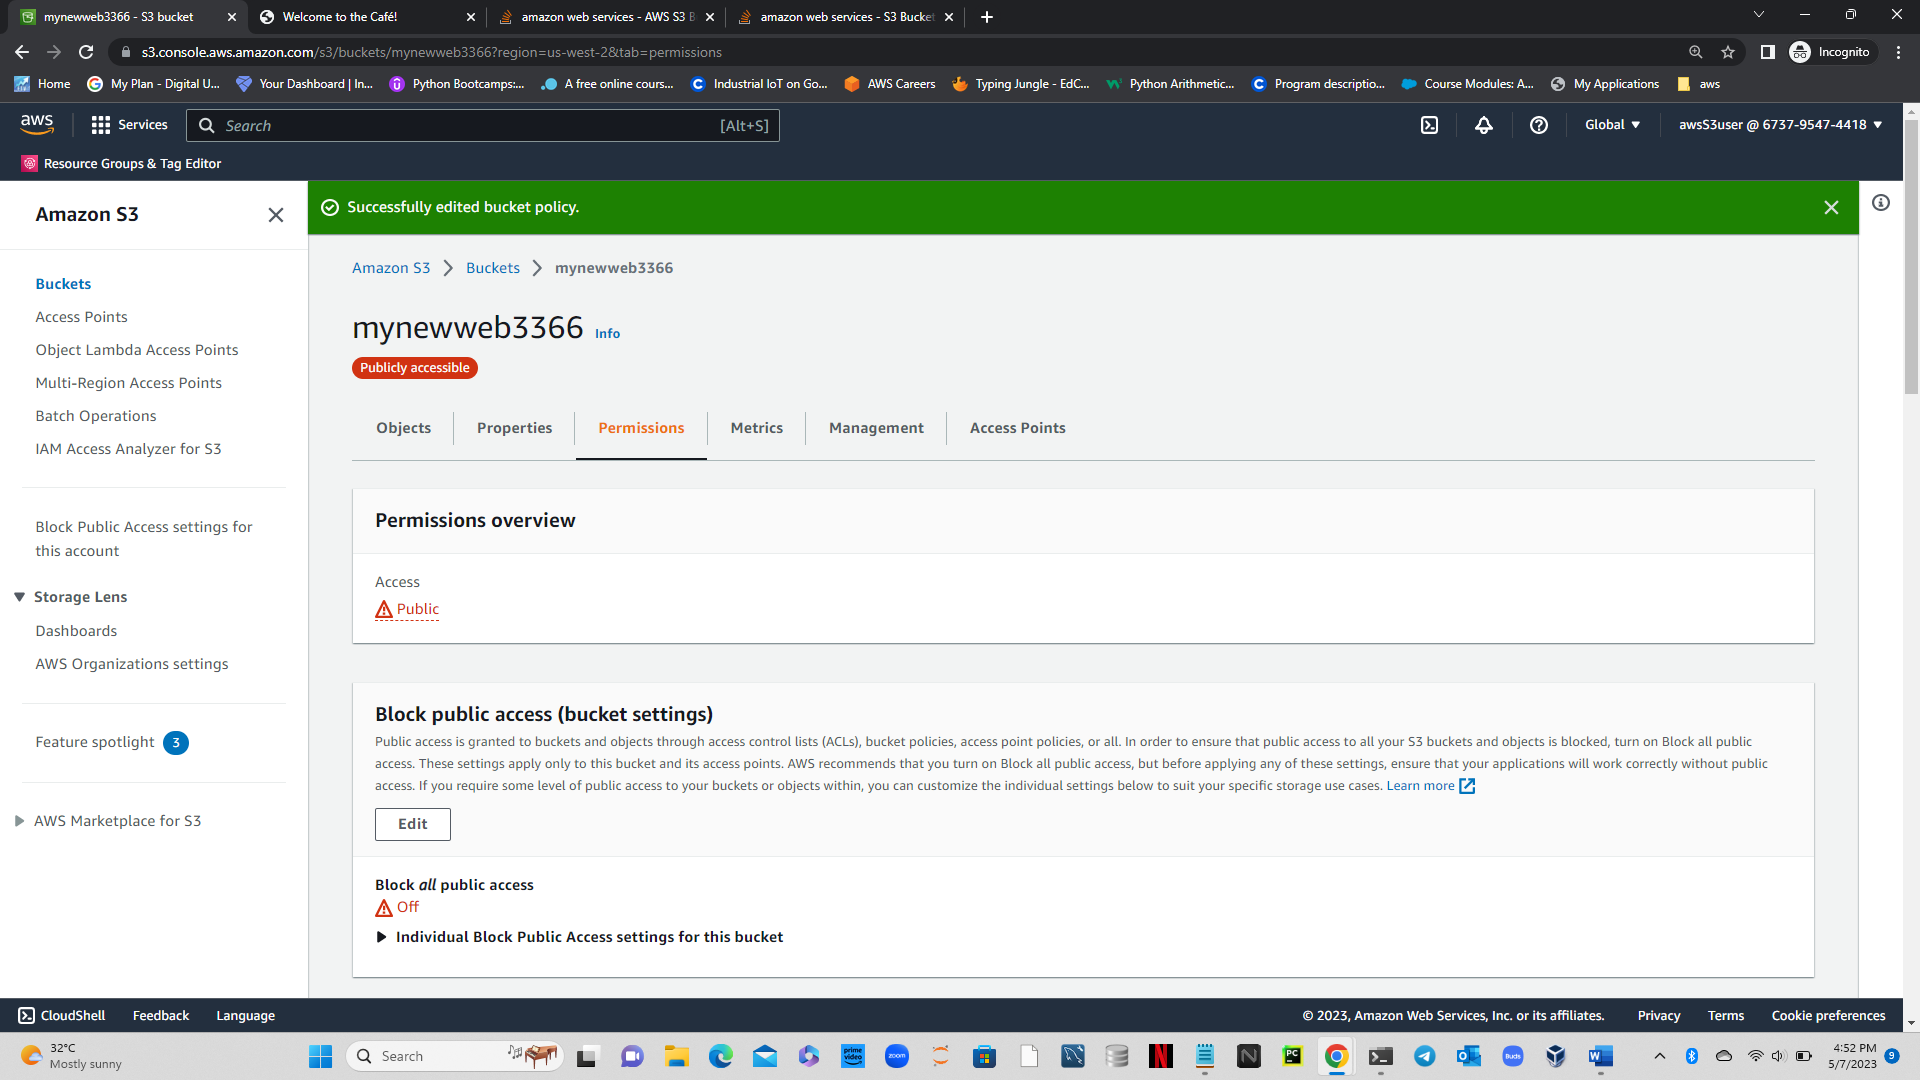 mynewweb3366 - S3 bucket
Welcome to the Café!
amazon web services - AWS S3 B
amazon web services - S3 Bucket
s3.console.aws.amazon.com/s3/buckets/mynewweb3366?region=us-west-2&tab=permissions
Incognito
Home
My Plan - Digital U...
Your Dashboard | In...
Python Bootcamps:...
A free online cours...
Industrial IoT on Go...
AWS Careers
Typing Jungle - EdC...
Python Arithmetic...
Program descriptio...
Course Modules: A...
My Applications
aws
aws
Services
Search
[Alt+S]
Global
awsS3user @ 6737-9547-4418
Resource Groups & Tag Editor
Amazon S3
Buckets
Access Points
Object Lambda Access Points
Multi-Region Access Points
Batch Operations
IAM Access Analyzer for S3
Block Public Access settings for
this account
Storage Lens
Dashboards
AWS Organizations settings
Feature spotlight 3
AWS Marketplace for S3
Successfully edited bucket policy.
Amazon S3
Buckets
mynewweb3366
mynewweb3366 Info
Publicly accessible
Objects
Properties
Permissions
Metrics
Management
Access Points
Permissions overview
Access
Public
Block public access (bucket settings)
Public access is granted to buckets and objects through access control lists (ACLs), bucket policies, access point policies, or all. In order to ensure that public access to all your S3 buckets and objects is blocked, turn on Block all public
access. These settings apply only to this bucket and its access points. AWS recommends that you turn on Block all public access, but before applying any of these settings, ensure that your applications will work correctly without public
access. If you require some level of public access to your buckets or objects within, you can customize the individual settings below to suit your specific storage use cases. Learn more
Edit
Block all public access
Off
Individual Block Public Access settings for this bucket
CloudShell
Feedback
Language
© 2023, Amazon Web Services, Inc. or its affiliates.
Privacy
Terms
Cookie preferences
32°C
Mostly sunny
Search
prime video
zoom
PC
Buds
4:52 PM
5/7/2023
9